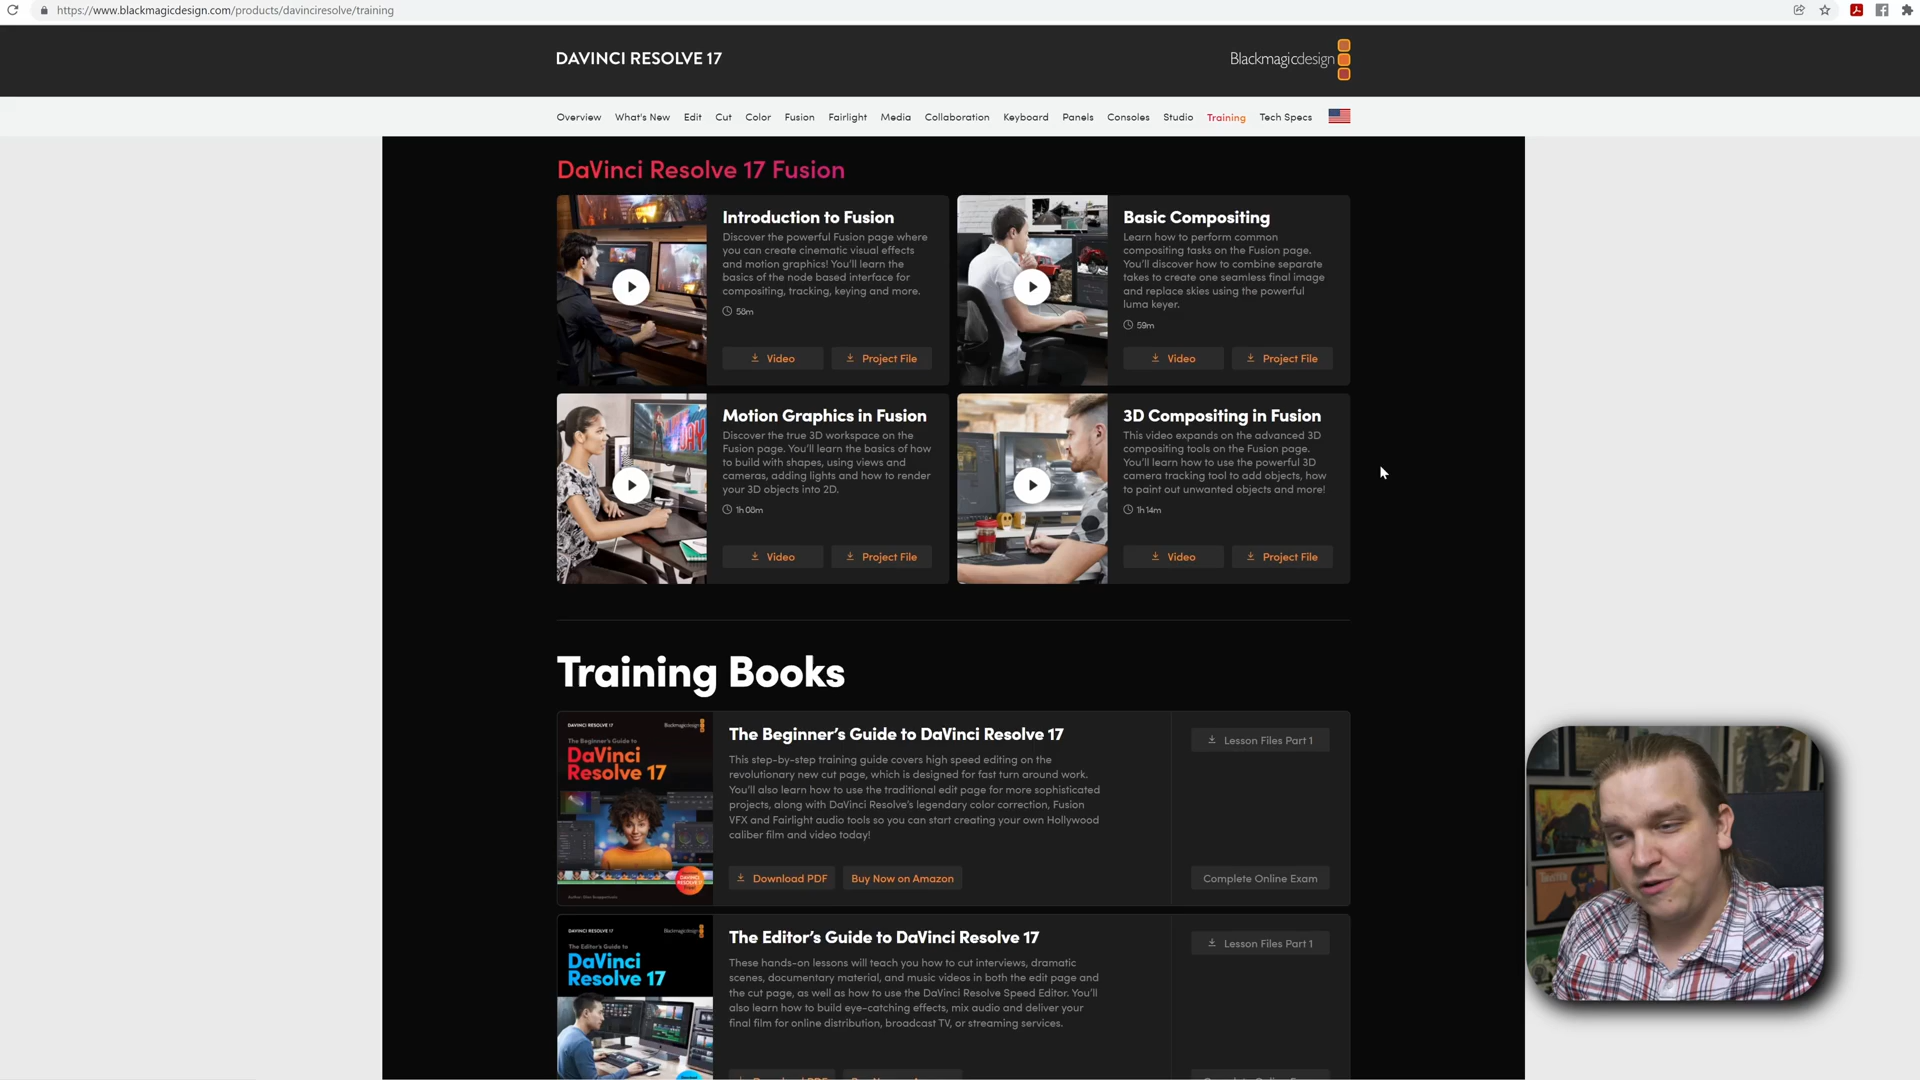 https://www.blackmagicdesign.com/products/davinciresolve/training
DAVINCI RESOLVE 17
Blackmagicdesign
Overview What's New Edit Cut Color Fusion Fairlight Media Collaboration Keyboard Panels Consoles Studio Training Tech Specs
DaVinci Resolve 17 Fusion
Introduction to Fusion
Discover the powerful Fusion page where
you can create cinematic visual effects
and motion graphics! You'll learn the
basics of the node based interface for
compositing, tracking, keying and more.
58m
Video Project File
Basic Compositing
Learn how to perform common
compositing tasks on the Fusion page.
You'll discover how to combine separate
takes to create one seamless final image
and replace skies using the powerful
luma keyer.
59m
Video Project File
Motion Graphics in Fusion
Discover the true 3D workspace on the
Fusion page. You'll learn the basics of how
to build with shapes, using views and
cameras, adding lights and how to render
your 3D objects into 2D.
1h 08m
Video Project File
3D Compositing in Fusion
This video expands on the advanced 3D
compositing tools on the Fusion page.
You'll learn how to use the powerful 3D
camera tracking tool to add objects, how
to paint out unwanted objects and more!
1h 14m
Video Project File
Training Books
DAVINCI RESOLVE 17 Blackmagicdesign
The Beginner's Guide to
DaVinci
Resolve 17
The Beginner's Guide to DaVinci Resolve 17
This step-by-step training guide covers high speed editing on the
revolutionary new cut page, which is designed for fast turn around work.
You'll also learn how to use the traditional edit page for more sophisticated
projects, along with DaVinci Resolve's legendary color correction, Fusion
VFX and Fairlight audio tools so you can start creating your own Hollywood
caliber film and video today!
Download PDF Buy Now on Amazon
Lesson Files Part 1
Complete Online Exam
DAVINCI RESOLVE 17 Blackmagicdesign
The Editor's Guide to
DaVinci
Resolve 17
The Editor's Guide to DaVinci Resolve 17
These hands-on lessons will teach you how to cut interviews, dramatic
scenes, documentary material, and music videos in both the edit page and
the cut page, as well as how to use the DaVinci Resolve Speed Editor. You'll
also learn how to build eye-catching effects, mix audio and deliver your
final film for online distribution, broadcast TV, or streaming services.
Lesson Files Part 1